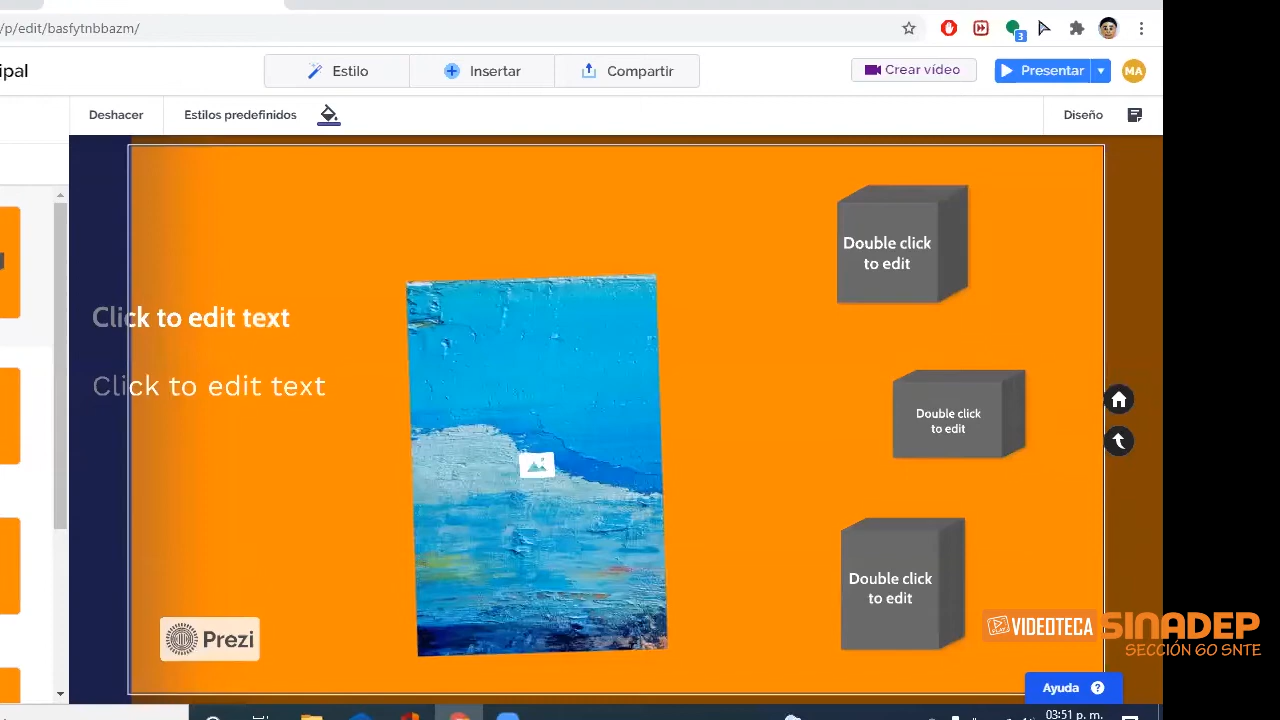 /p/edit/basfytnbbazm/
3
ipal
Estilo
Insertar
Compartir
Crear vídeo
Presentar
MA
Deshacer
Estilos predefinidos
Diseño
Double click
to edit
Click to edit text
Click to edit text
Double click
to edit
Double click
to edit
Prezi
VIDEOTECA
SINADEP
SECCIÓN 60 SNTE
Ayuda ?
03:51 p. m.